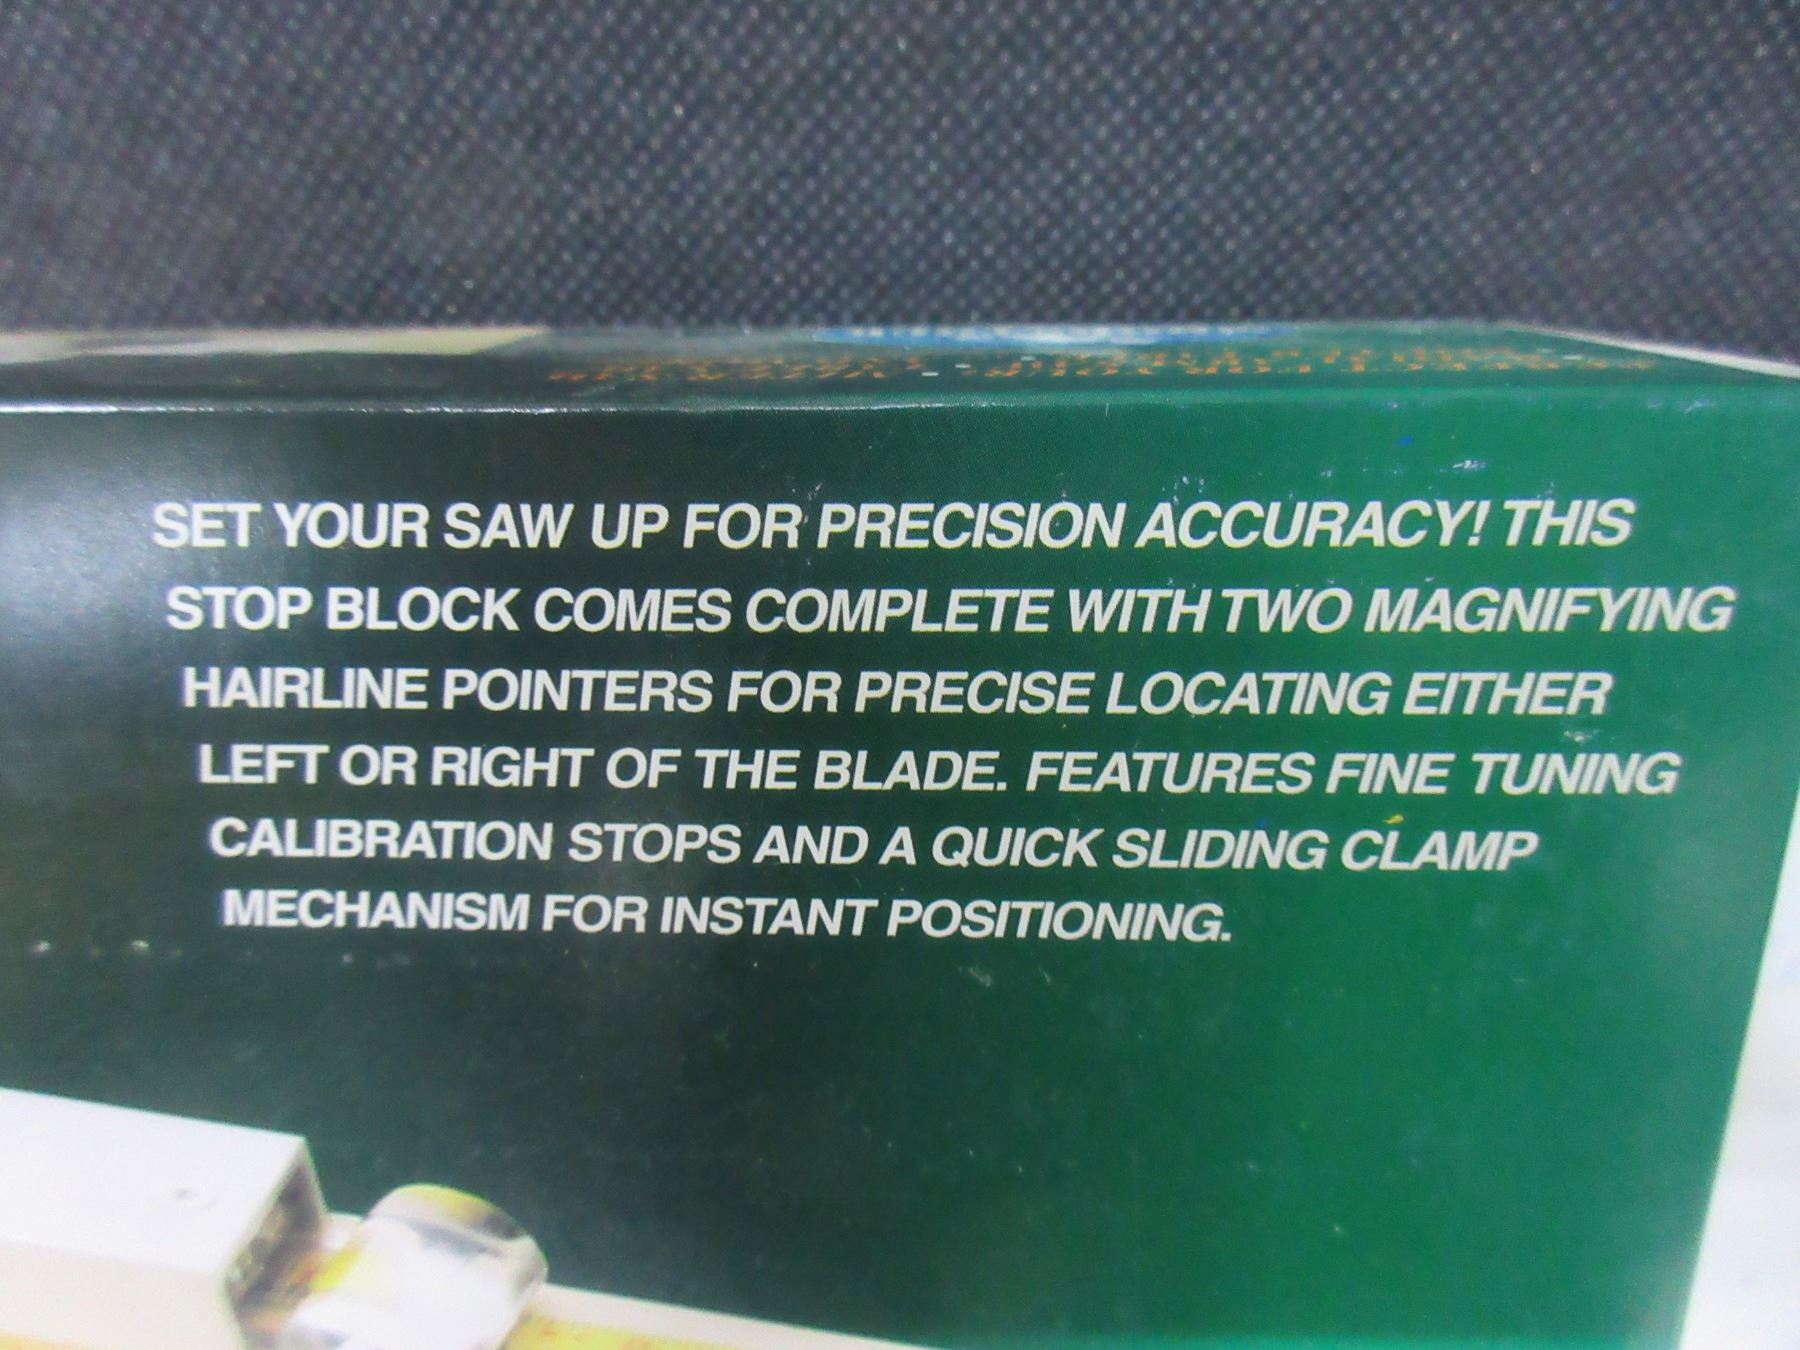 SET YOUR SAW UP FOR PRECISION ACCURACY! THIS
STOP BLOCK COMES COMPLETE WITH TWO MAGNIFYING
HAIRLINE POINTERS FOR PRECISE LOCATING EITHER
LEFT OR RIGHT OF THE BLADE. FEATURES FINE TUNING
CALIBRATION STOPS AND A QUICK SLIDING CLAMP
MECHANISM FOR INSTANT POSITIONING.